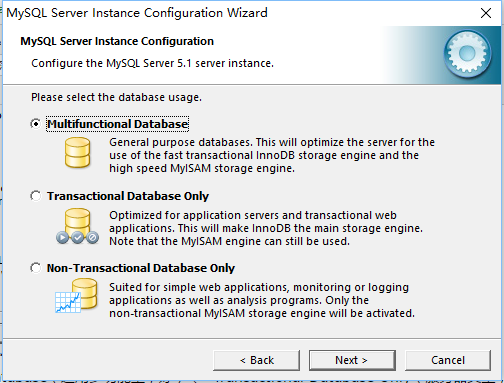 MySQL Server Instance Configuration Wizard
MySQL Server Instance Configuration
Configure the MySQL Server 5.1 server instance.
Please select the database usage.
Multifunctional Database
General purpose databases. This will optimize the server for the
use of the fast transactional InnoDB storage engine and the
high speed MyISAM storage engine.
Transactional Database Only
Optimized for application servers and transactional web
applications. This will make InnoDB the main storage engine.
Note that the MyISAM engine can still be used.
Non-Transactional Database Only
Suited for simple web applications, monitoring or logging
applications as well as analysis programs. Only the
non-transactional MyISAM storage engine will be activated.
< Back
Next >
Cancel